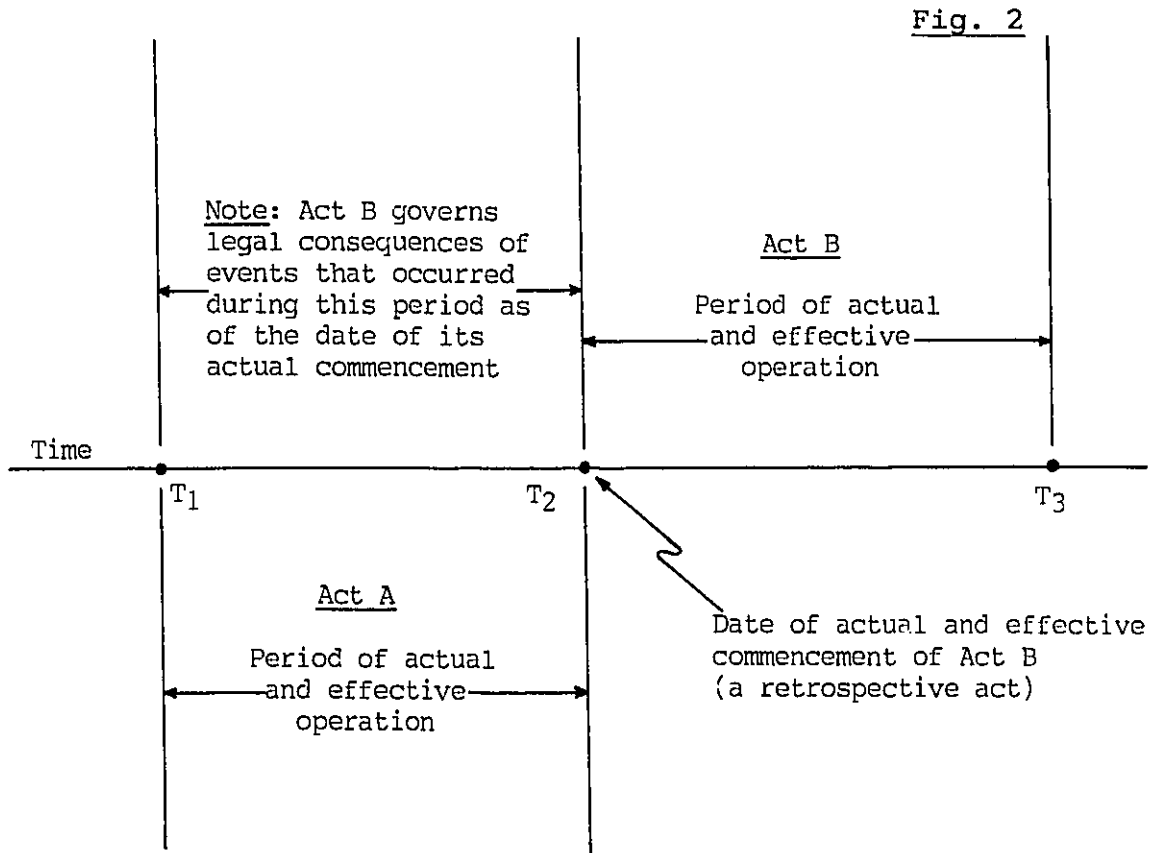 Fig. 2
Note: Act B governs
legal consequences of
events that occurred
during this period as
of the date of its
actual commencement
Act B
Period of actual
and effective
operation
Time
T1
T2
T3
Act A
Period of actual
and effective
operation
Date of actual and effective
commencement of Act B
(a retrospective act)